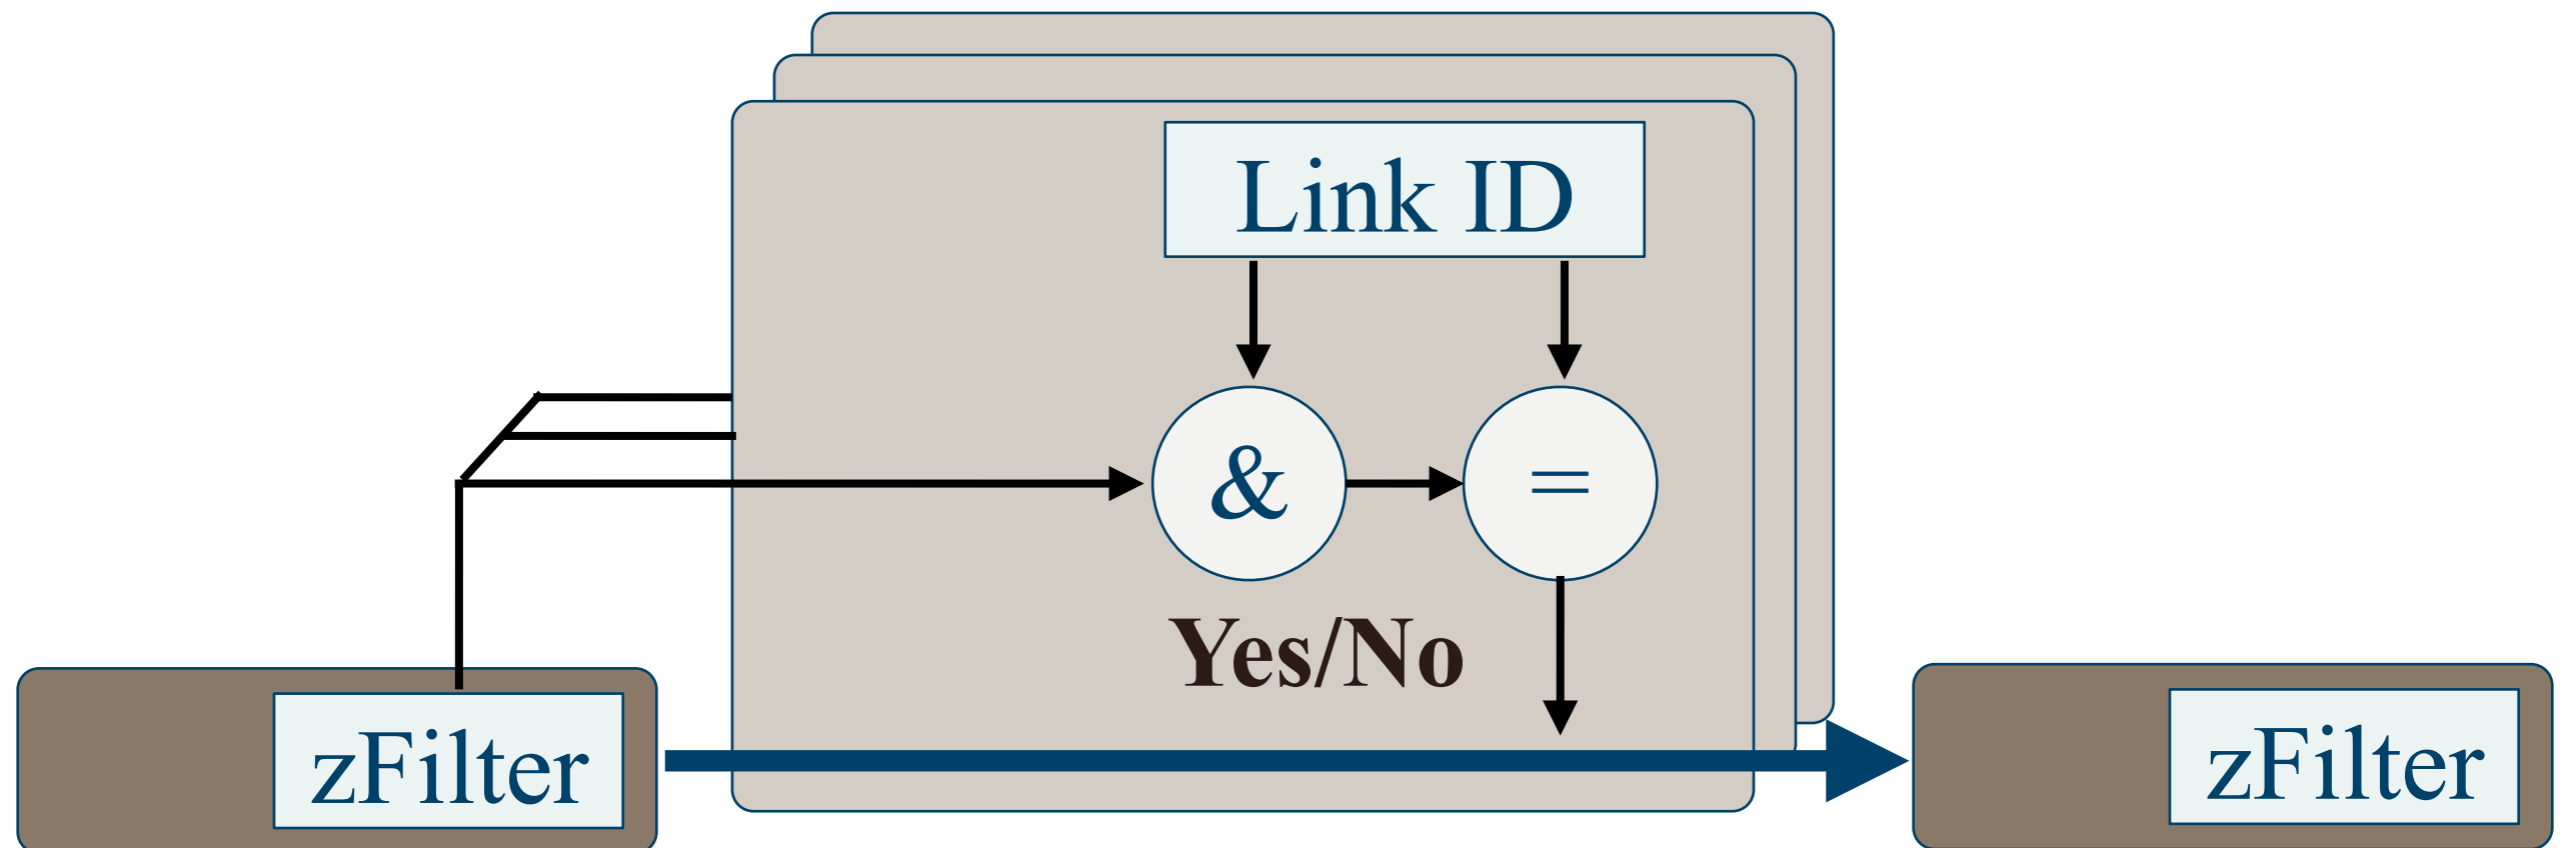 Link ID
&
=
Yes/No
zFilter
zFilter